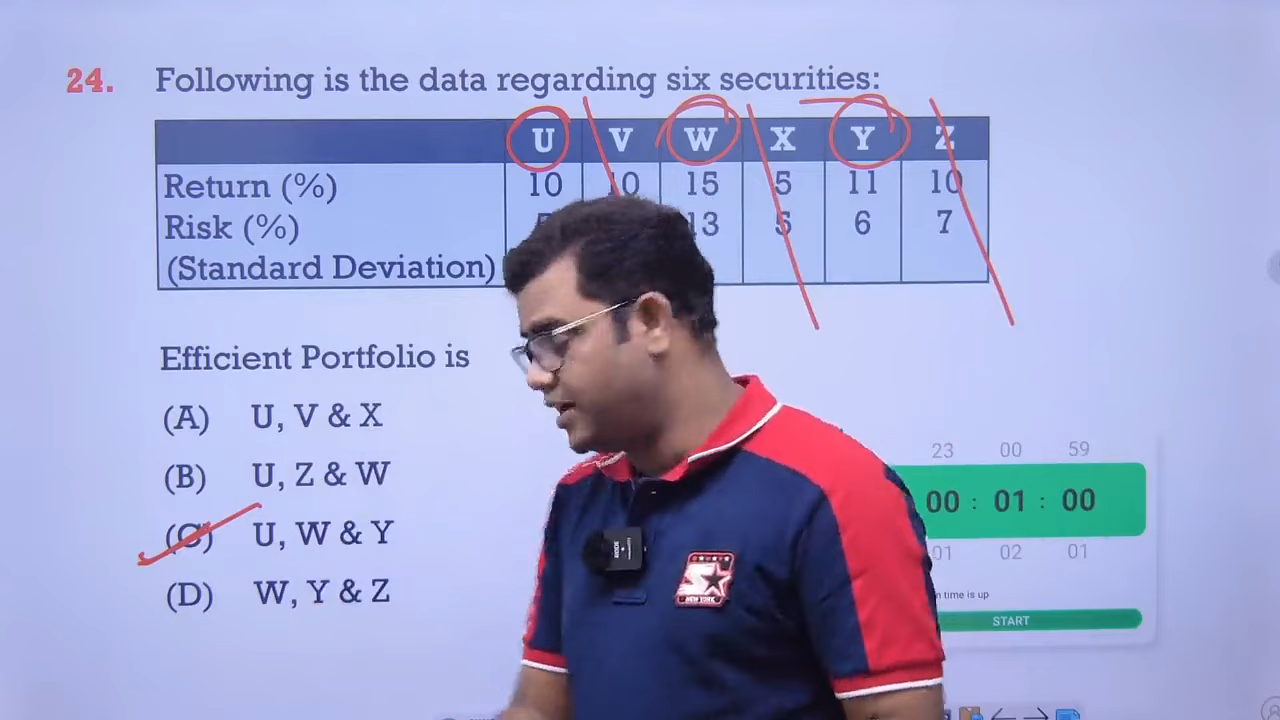 24. Following is the data regarding six securities:
U V W X Y Z
Return (%) 10 10 15 5 11 10
Risk (%) 13 5 6 7
(Standard Deviation)
Efficient Portfolio is
(A) U, V & X
(B) U, Z & W
(C) U, W & Y
(D) W, Y & Z
23 00 59
00 : 01 : 00
01 02 01
n time is up
START
NEW YORK